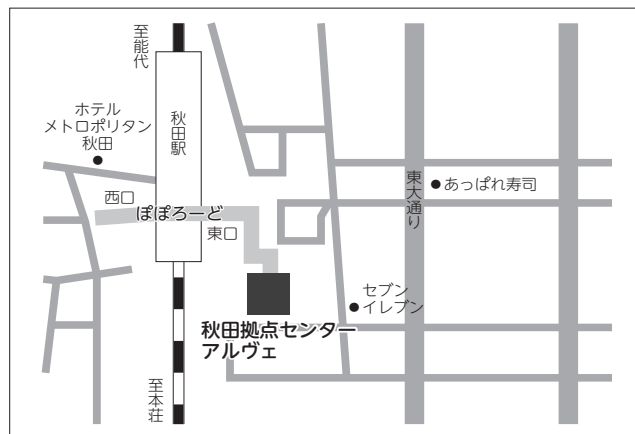 至能代
ホテル
メトロポリタン
秋田
秋田駅
西口
ぽぽろーど
東口
東大通り
あっぱれ寿司
セブン
イレブン
秋田拠点センター
アルヴェ
至本荘